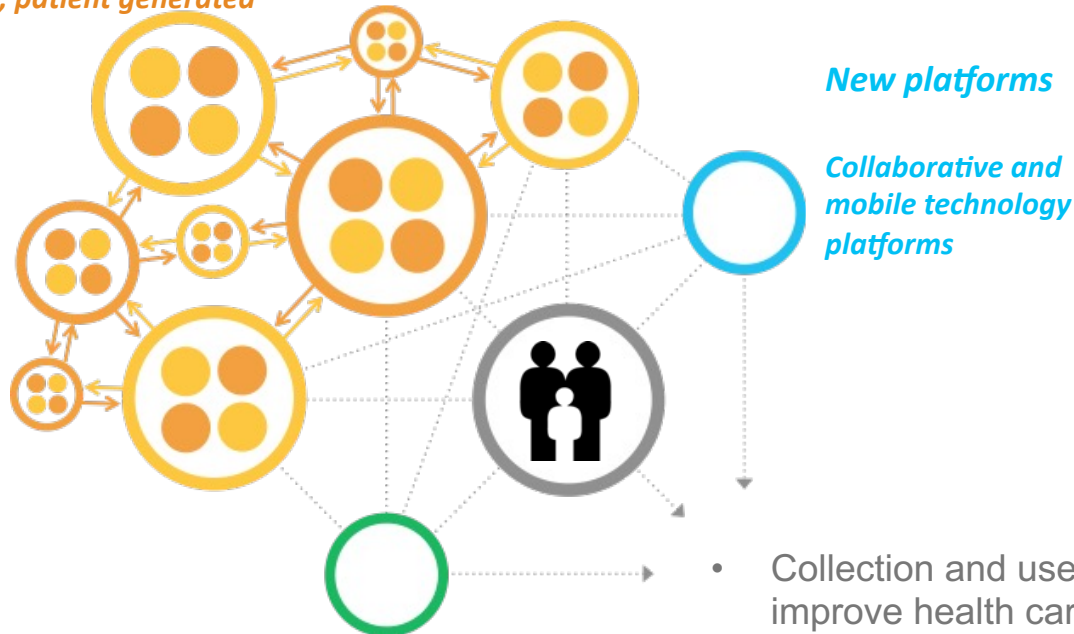 , patient generated
New platforms
Collaborative and
mobile technology
platforms
• Collection and use
improve health car